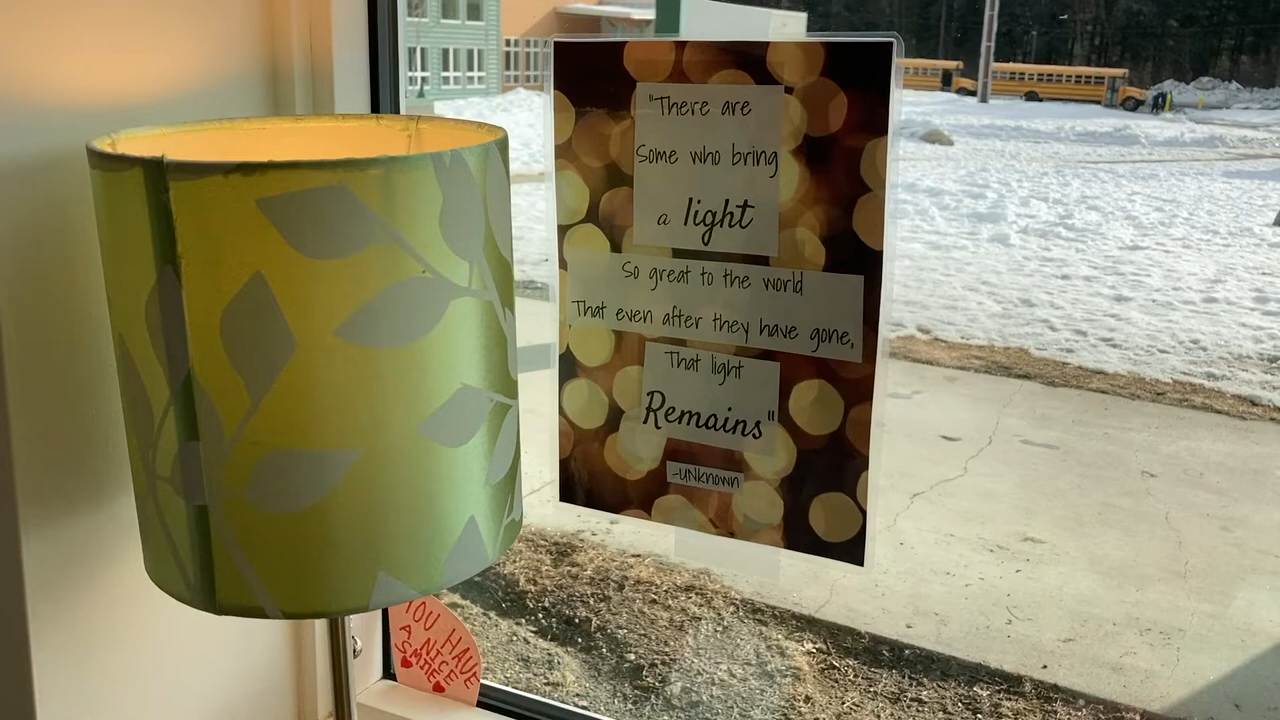 "There are
Some who bring
a light
So great to the world
That even after they have gone,
That light
Remains"
-UNknown
YOU HAVE
A NICE
SMILE